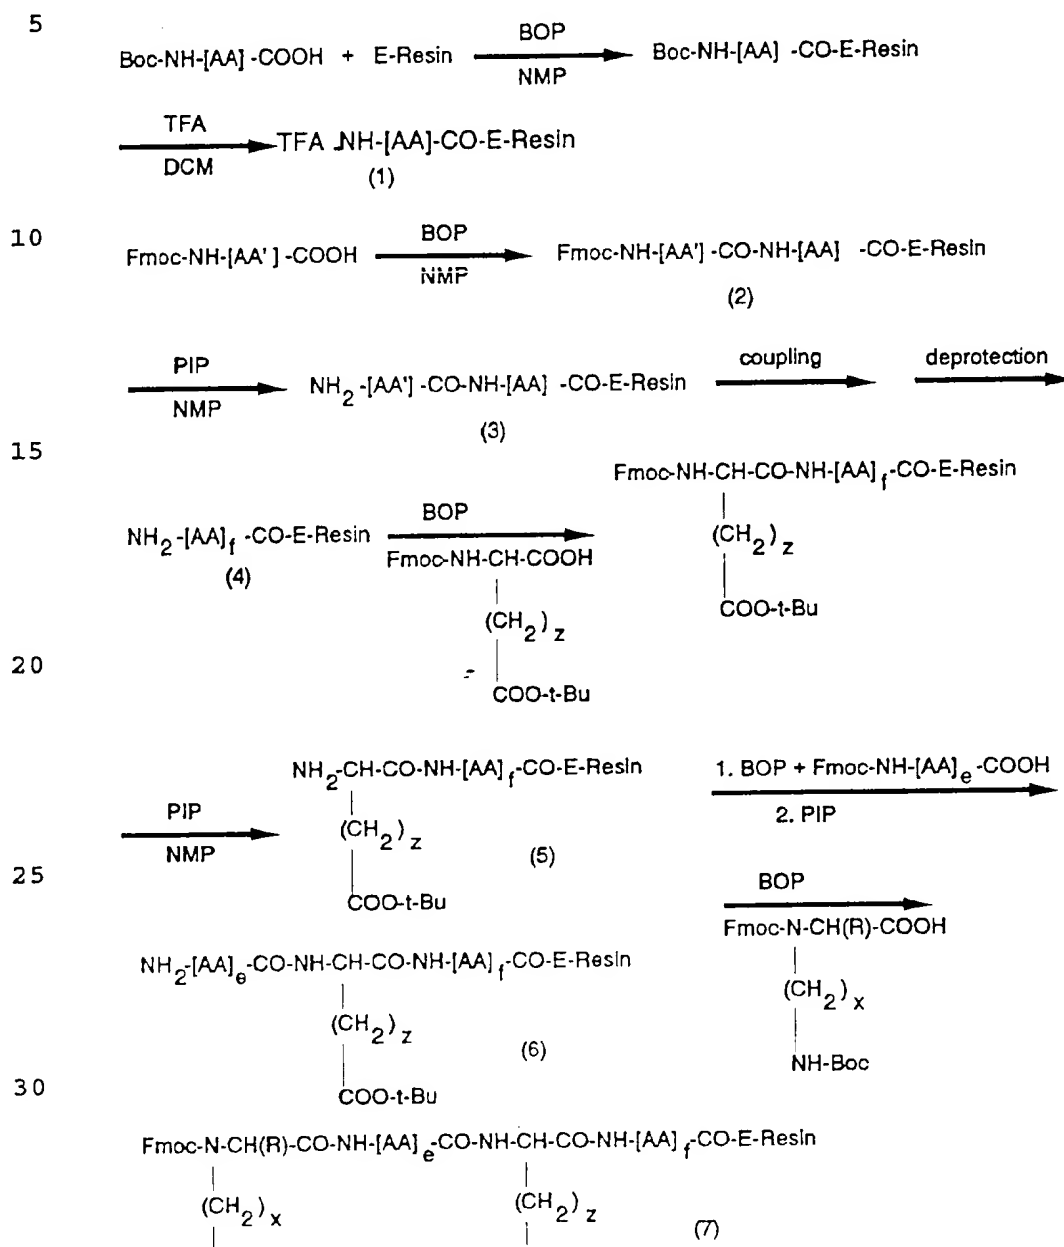 5
BOP
Boc-NH-[AA] -COOH + E-Resin
Boc-NH-[AA] -CO-E-Resin
NMP
TFA
TFA .NH-[AA]-CO-E-Resin
DCM
(1)
10
BOP
Fmoc-NH-[AA' ] -COOH
Fmoc-NH-[AA'] -CO-NH-[AA] -CO-E-Resin
NMP
(2)
PIP
coupling
deprotection
NH2 -[AA'] -CO-NH-[AA] -CO-E-Resin
NMP
(3)
15
Fmoc-NH-CH-CO-NH-[AA]f-CO-E-Resin
BOP
NH2 -[AA]f -CO-E-Resin
(CH2)z
Fmoc-NH-CH-COOH
(4)
COO-t-Bu
(CH2)z
20
COO-t-Bu
NH2-CH-CO-NH-[AA]f-CO-E-Resin
1. BOP + Fmoc-NH-[AA]e -COOH
2. PIP
PIP
(CH2)z
NMP
(5)
25
COO-t-Bu
BOP
Fmoc-N-CH(R)-COOH
NH2-[AA]e-CO-NH-CH-CO-NH-[AA]f-CO-E-Resin
(CH2)x
(CH2)z
(6)
NH-Boc
30
COO-t-Bu
Fmoc-N-CH(R)-CO-NH-[AA]e-CO-NH-CH-CO-NH-[AA]f-CO-E-Resin
(CH2)x
(CH2)z
(7)